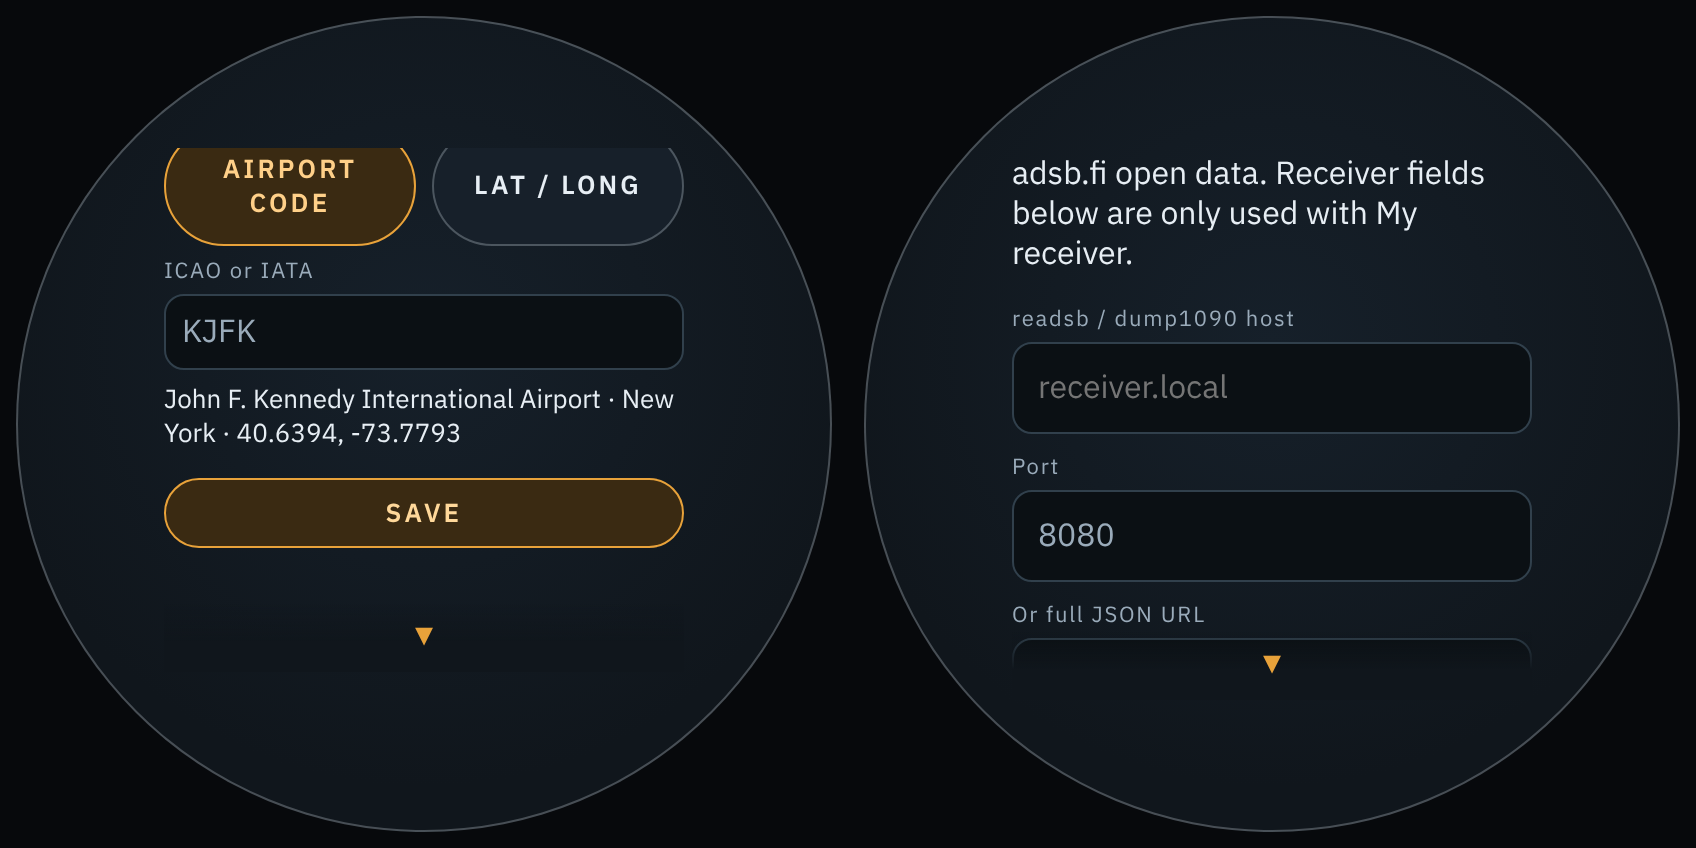 AIRPORT
CODE
LAT / LONG
ICAO or IATA
KJFK
John F. Kennedy International Airport · New
York · 40.6394, -73.7793
SAVE
adsb.fi open data. Receiver fields
below are only used with My
receiver.
readsb / dump1090 host
receiver.local
Port
8080
Or full JSON URL